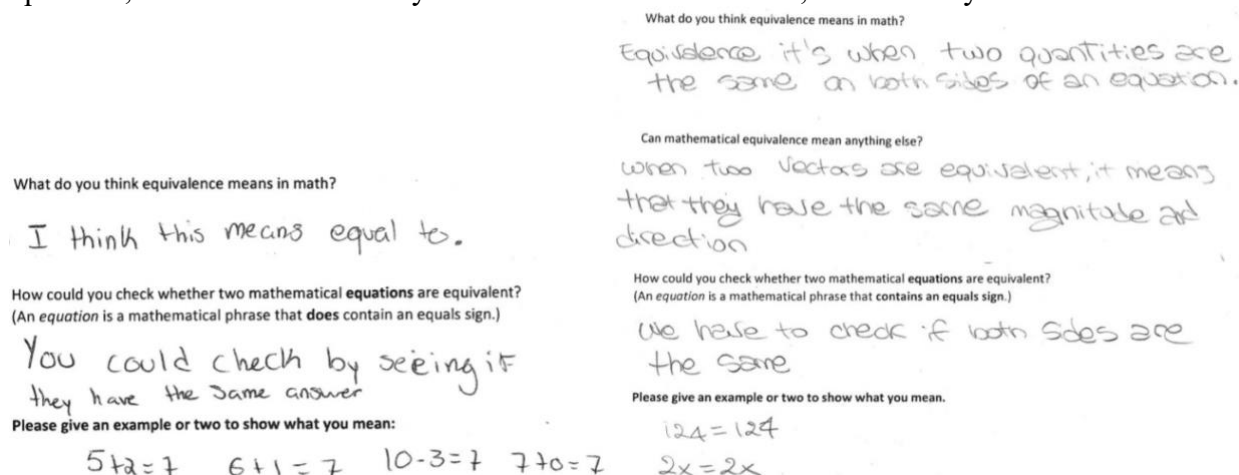 What do you think equivalence means in math?
I think this means equal to.
How could you check whether two mathematical equations are equivalent?
(An equation is a mathematical phrase that does contain an equals sign.)
You could check by seeing if
they have the same answer
Please give an example or two to show what you mean:
5+2=7 6+1=7 10-3=7 7+0=7
What do you think equivalence means in math?
Equivalence it's when two quantities are
the same on both sides of an equation.
Can mathematical equivalence mean anything else?
when two vectors are equivalent, it means
that they have the same magnitude and
direction
How could you check whether two mathematical equations are equivalent?
(An equation is a mathematical phrase that contains an equals sign.)
We have to check if both sides are
the same
Please give an example or two to show what you mean.
124=124
2x=2x